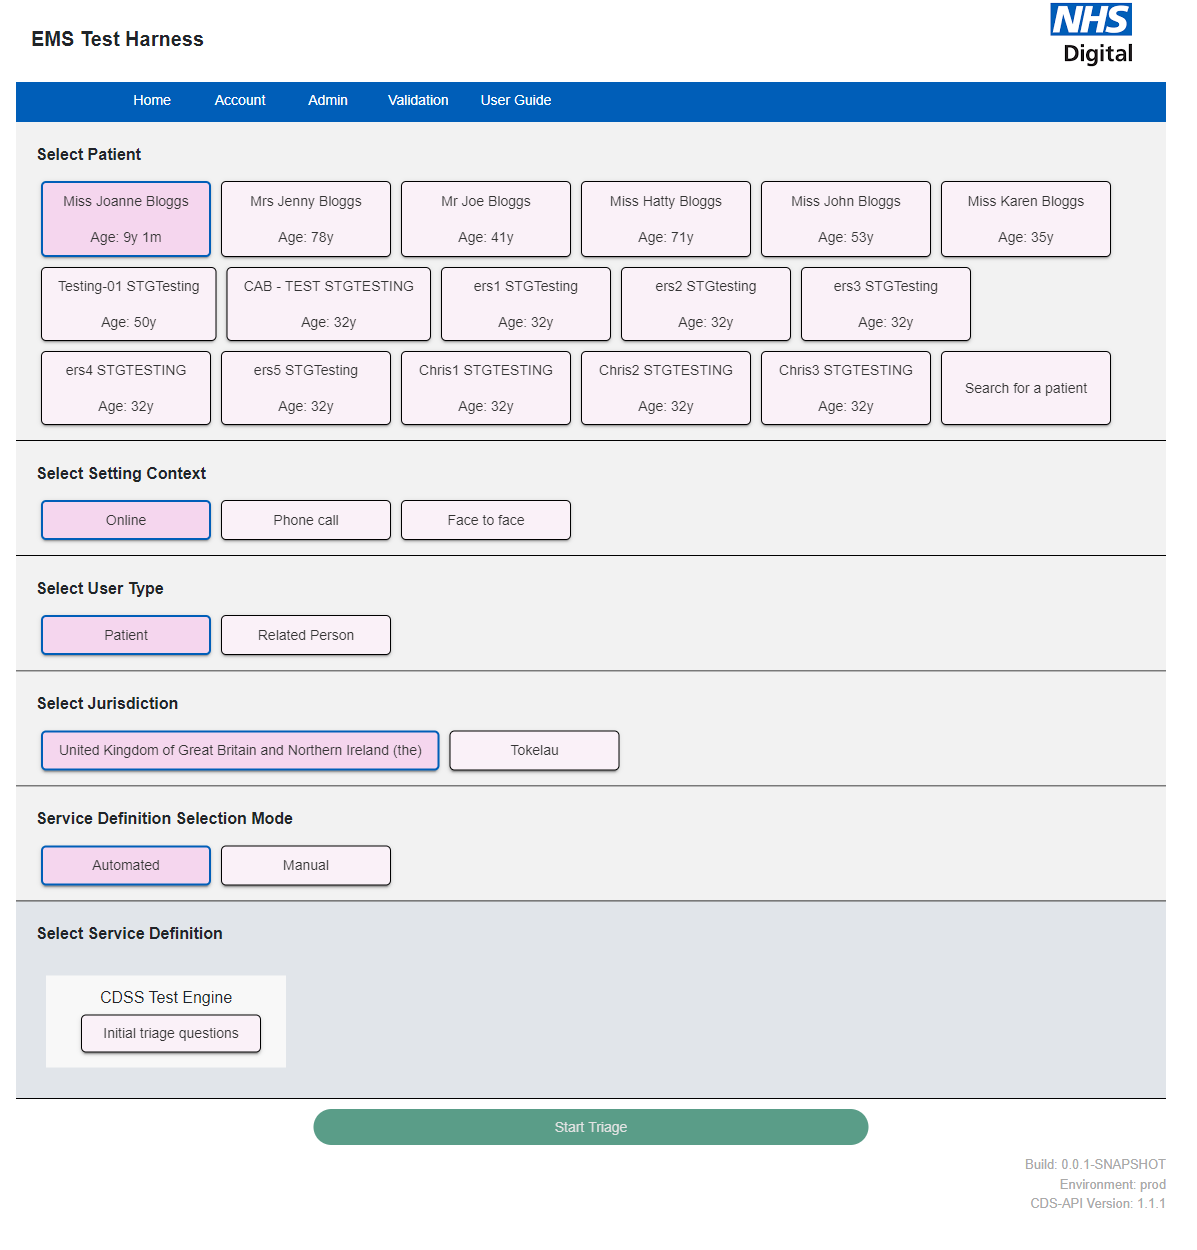 EMS Test Harness
NHS
Digital
Home Account Admin Validation User Guide
Select Patient
Miss Joanne Bloggs Mrs Jenny Bloggs Mr Joe Bloggs Miss Hatty Bloggs Miss John Bloggs Miss Karen Bloggs
Age: 9y 1m Age: 78y Age: 41y Age: 71y Age: 53y Age: 35y
Testing-01 STGTesting CAB - TEST STGTESTING ers1 STGTesting ers2 STGtesting ers3 STGTesting
Age: 50y Age: 32y Age: 32y Age: 32y Age: 32y
ers4 STGTESTING ers5 STGTesting Chris1 STGTESTING Chris2 STGTESTING Chris3 STGTESTING
Search for a patient
Age: 32y Age: 32y Age: 32y Age: 32y Age: 32y
Select Setting Context
Online Phone call Face to face
Select User Type
Patient Related Person
Select Jurisdiction
United Kingdom of Great Britain and Northern Ireland (the) Tokelau
Service Definition Selection Mode
Automated Manual
Select Service Definition
CDSS Test Engine
Initial triage questions
Start Triage
Build: 0.0.1-SNAPSHOT
Environment: prod
CDS-API Version: 1.1.1